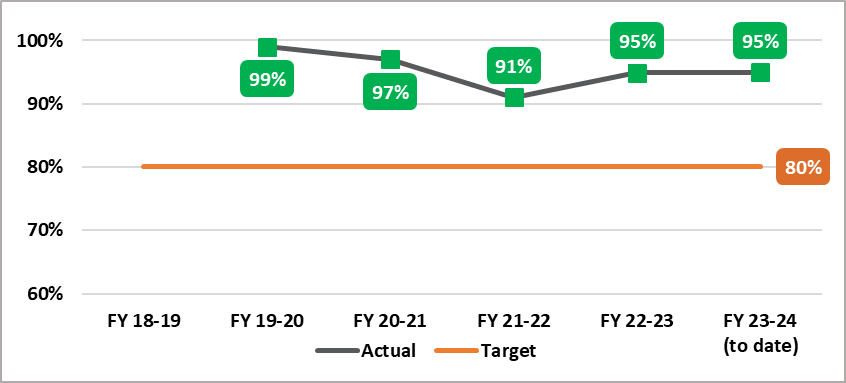 100%
90%
80%
70%
60%
99%
97%
91%
95%
95%
80%
FY 18-19
FY 19-20
FY 20-21
FY 21-22
FY 22-23
FY 23-24
(to date)
Actual
Target